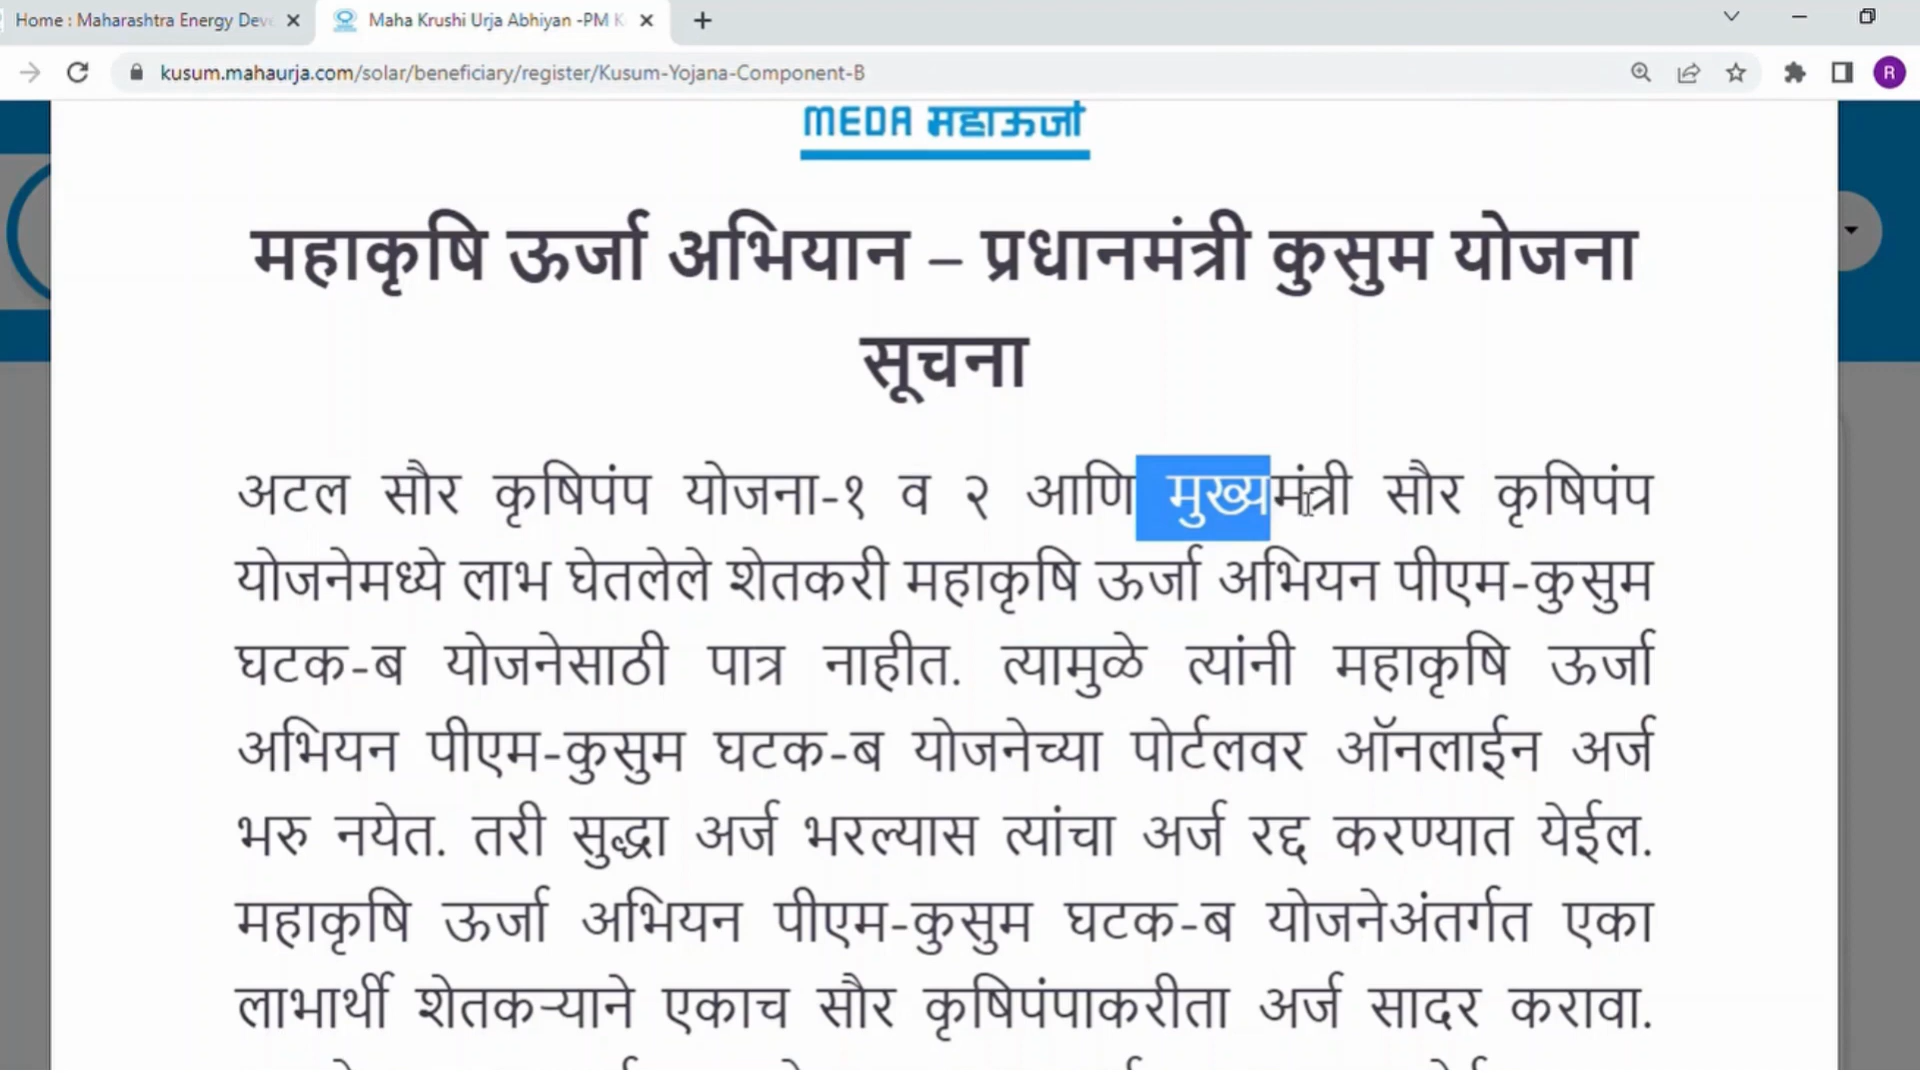 Home : Maharashtra Energy Deve
Maha Krushi Urja Abhiyan -PM K
kusum.mahaurja.com/solar/beneficiary/register/Kusum-Yojana-Component-B
R
MEDA महाऊर्जा
महाकृषि ऊर्जा अभियान – प्रधानमंत्री कुसुम योजना
सूचना
अटल सौर कृषिपंप योजना-१ व २ आणि मुख्यमंत्री सौर कृषिपंप
योजनेमध्ये लाभ घेतलेले शेतकरी महाकृषि ऊर्जा अभियन पीएम-कुसुम
घटक-ब योजनेसाठी पात्र नाहीत. त्यामुळे त्यांनी महाकृषि ऊर्जा
अभियन पीएम-कुसुम घटक-ब योजनेच्या पोर्टलवर ऑनलाईन अर्ज
भरु नयेत. तरी सुद्धा अर्ज भरल्यास त्यांचा अर्ज रद्द करण्यात येईल.
महाकृषि ऊर्जा अभियन पीएम-कुसुम घटक-ब योजनेअंतर्गत एका
लाभार्थी शेतकऱ्याने एकाच सौर कृषिपंपाकरीता अर्ज सादर करावा.